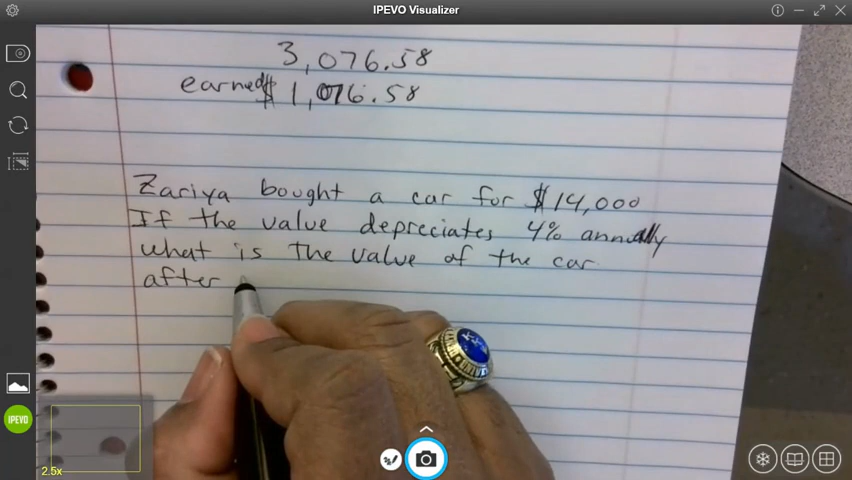 IPEVO Visualizer
3,076.58
earned $ 1,076.58
Zariya bought a car for $14,000
If the value depreciates 4% annually
what is the value of the car
after
IPEVO
2.5x